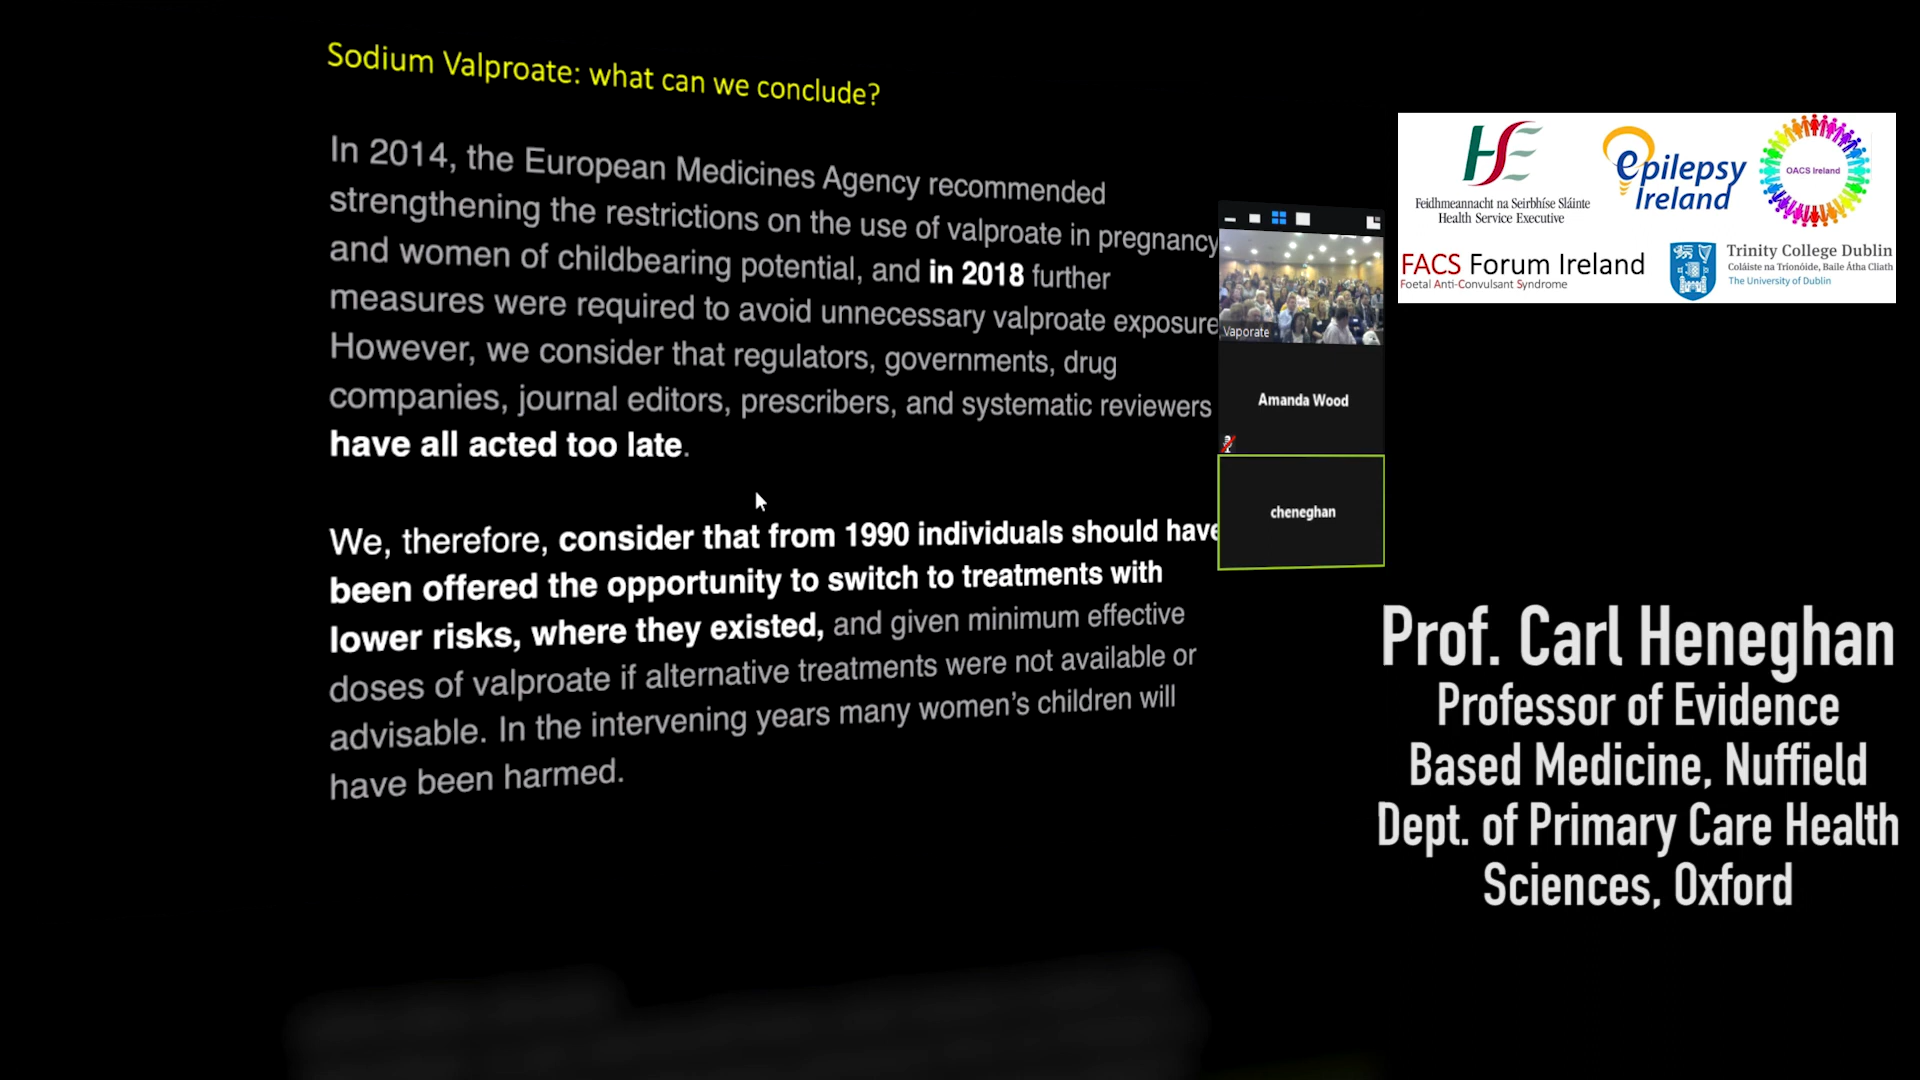 Sodium Valproate: what can we conclude?
In 2014, the European Medicines Agency recommended
strengthening the restrictions on the use of valproate in pregnancy
and women of childbearing potential, and in 2018 further
measures were required to avoid unnecessary valproate exposure
However, we consider that regulators, governments, drug
companies, journal editors, prescribers, and systematic reviewers
have all acted too late.
We, therefore, consider that from 1990 individuals should have
been offered the opportunity to switch to treatments with
lower risks, where they existed, and given minimum effective
doses of valproate if alternative treatments were not available or
advisable. In the intervening years many women's children will
have been harmed.
Vaporate
Amanda Wood
cheneghan
HSE
Feidhmeannacht na Seirbhíse Sláinte
Health Service Executive
epilepsy
Ireland
OACS Ireland
FACS Forum Ireland
Foetal Anti-Convulsant Syndrome
Trinity College Dublin
Coláiste na Tríonóide, Baile Átha Cliath
The University of Dublin
Prof. Carl Heneghan
Professor of Evidence
Based Medicine, Nuffield
Dept. of Primary Care Health
Sciences, Oxford